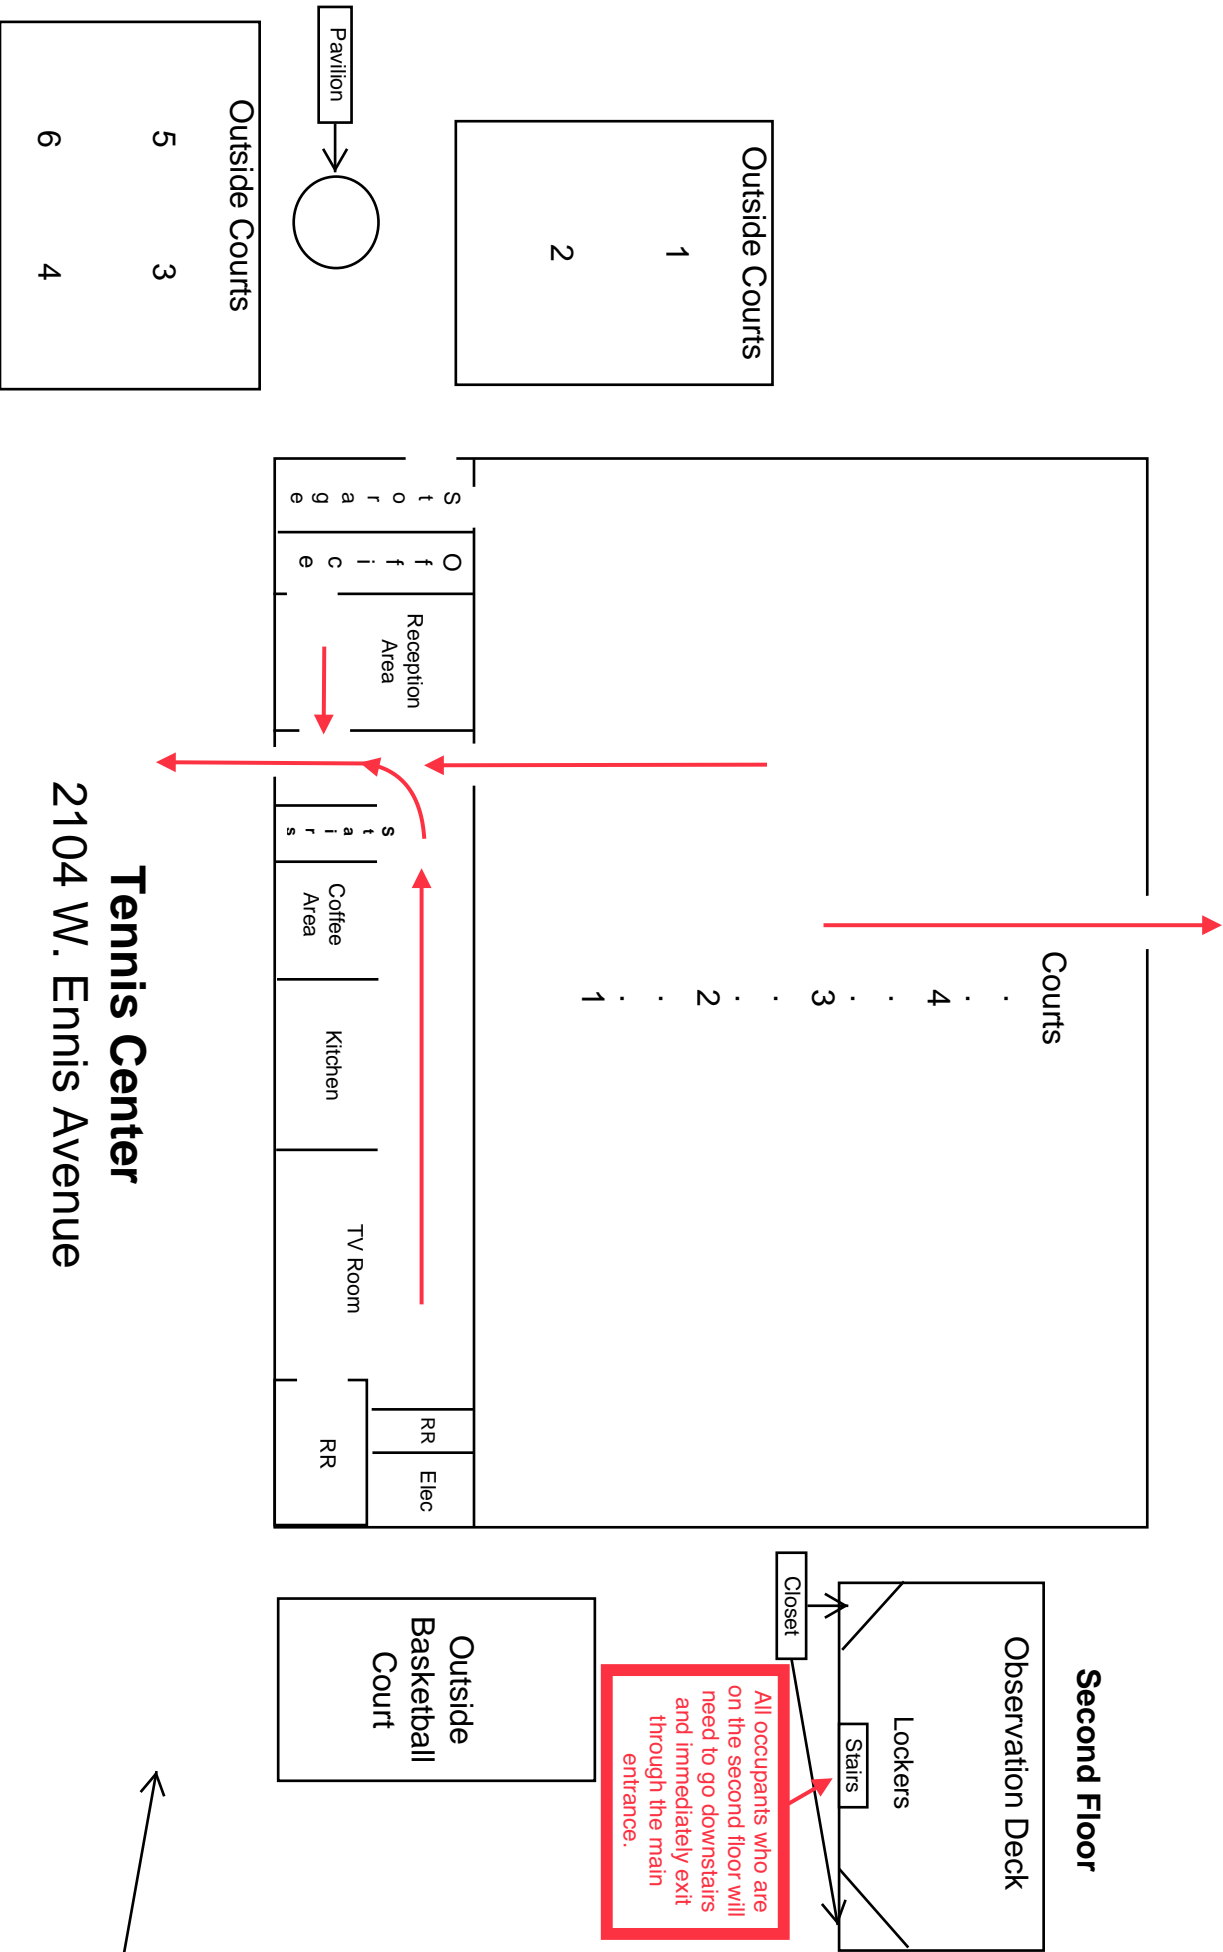 Second Floor
Observation Deck
Lockers
Stairs
Closet
All occupants who are
on the second floor will
need to go downstairs
and immediately exit
through the main
entrance.
Courts
4 . .
3 . .
2 . .
1 . .
Outside Courts
1
2
Pavilion
Outside Courts
5 3
6 4
Storage
Office
Reception
Area
Stairs
Coffee
Area
Kitchen
TV Room
RR
Elec
RR
Outside
Basketball
Court
Tennis Center
2104 W. Ennis Avenue